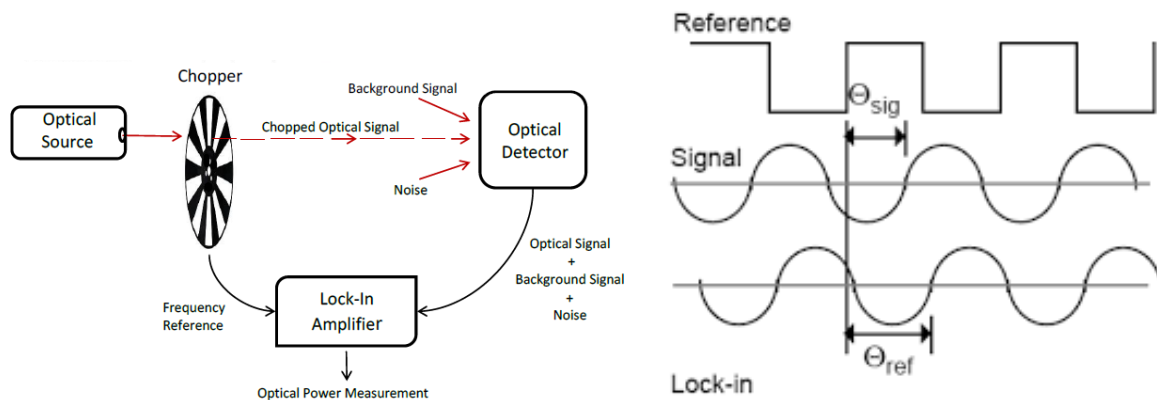 Chopper
Optical
Source
Background Signal
Chopped Optical Signal
Noise
Optical
Detector
Optical Signal
+
Background Signal
+
Noise
Frequency
Reference
Lock-In
Amplifier
Optical Power Measurement
Reference
Θsig
Signal
Θref
Lock-in